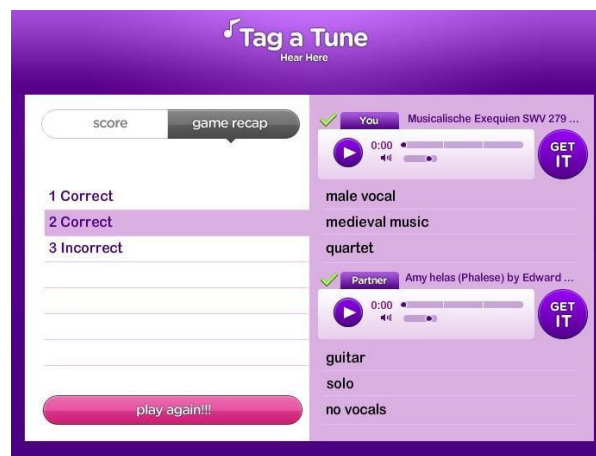 Tag a Tune
Hear Here
score
game recap
1 Correct
2 Correct
3 Incorrect
play again!!!
You
Musicalische Exequien SWV 279 ...
0:00
GET
IT
male vocal
medieval music
quartet
Partner
Amy helas (Phalese) by Edward ...
0:00
GET
IT
guitar
solo
no vocals